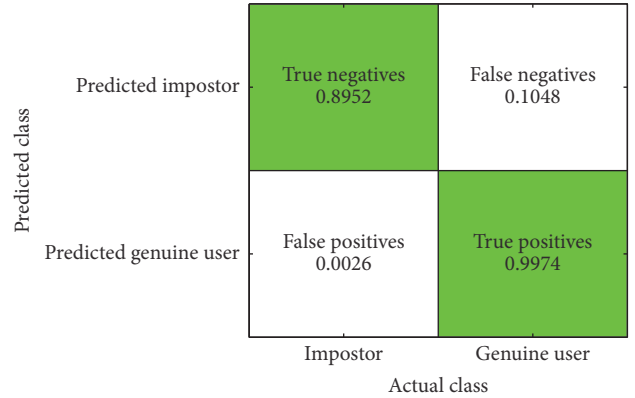 Predicted class
Predicted impostor
True negatives
0.8952
False negatives
0.1048
Predicted genuine user
False positives
0.0026
True positives
0.9974
Impostor
Genuine user
Actual class